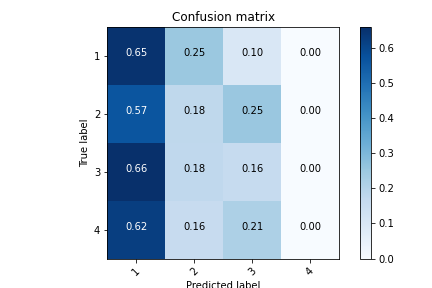 Confusion matrix
True label
1 0.65 0.25 0.10 0.00
2 0.57 0.18 0.25 0.00
3 0.66 0.18 0.16 0.00
4 0.62 0.16 0.21 0.00
1 2 3 4
Predicted label
0.6
0.5
0.4
0.3
0.2
0.1
0.0